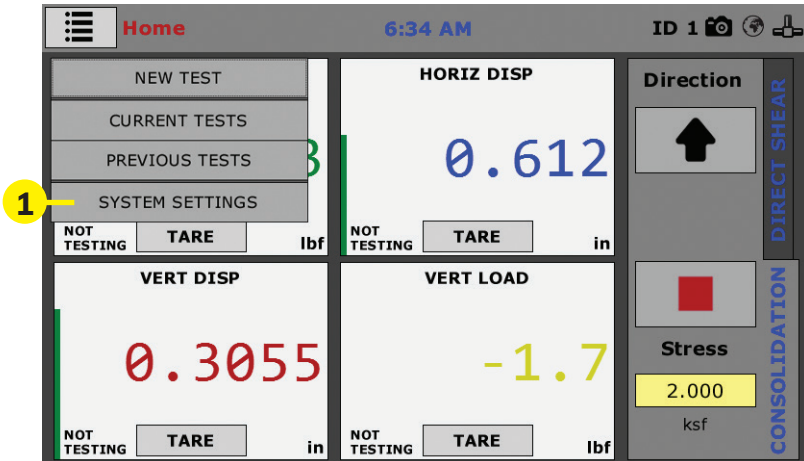 Home
6:34 AM
ID 1
NEW TEST
CURRENT TESTS
PREVIOUS TESTS
SYSTEM SETTINGS
1
NOT
TESTING
TARE
lbf
HORIZ DISP
0.612
NOT
TESTING
TARE
in
VERT DISP
0.3055
NOT
TESTING
TARE
in
VERT LOAD
-1.7
NOT
TESTING
TARE
lbf
Direction
Stress
2.000
ksf
DIRECT SHEAR
CONSOLIDATION